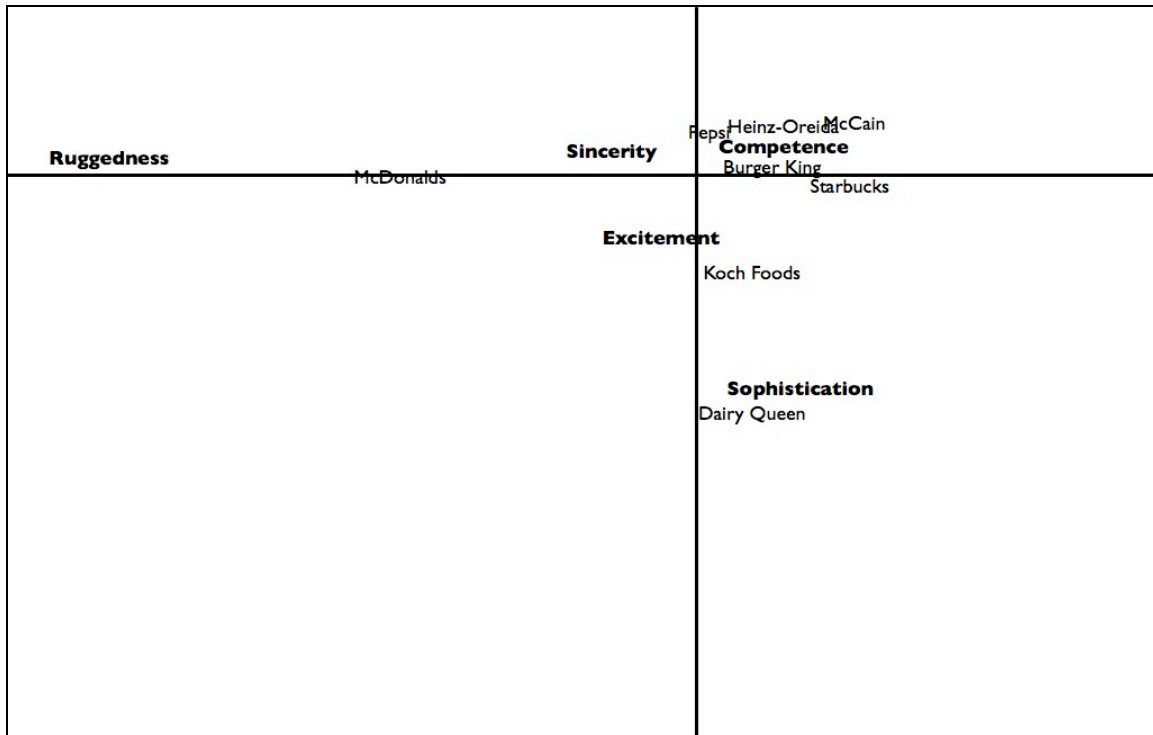 McCain
Heinz-Oreida
Pepsi
Competence
Sincerity
Ruggedness
Burger King
McDonalds
Starbucks
Excitement
Koch Foods
Sophistication
Dairy Queen